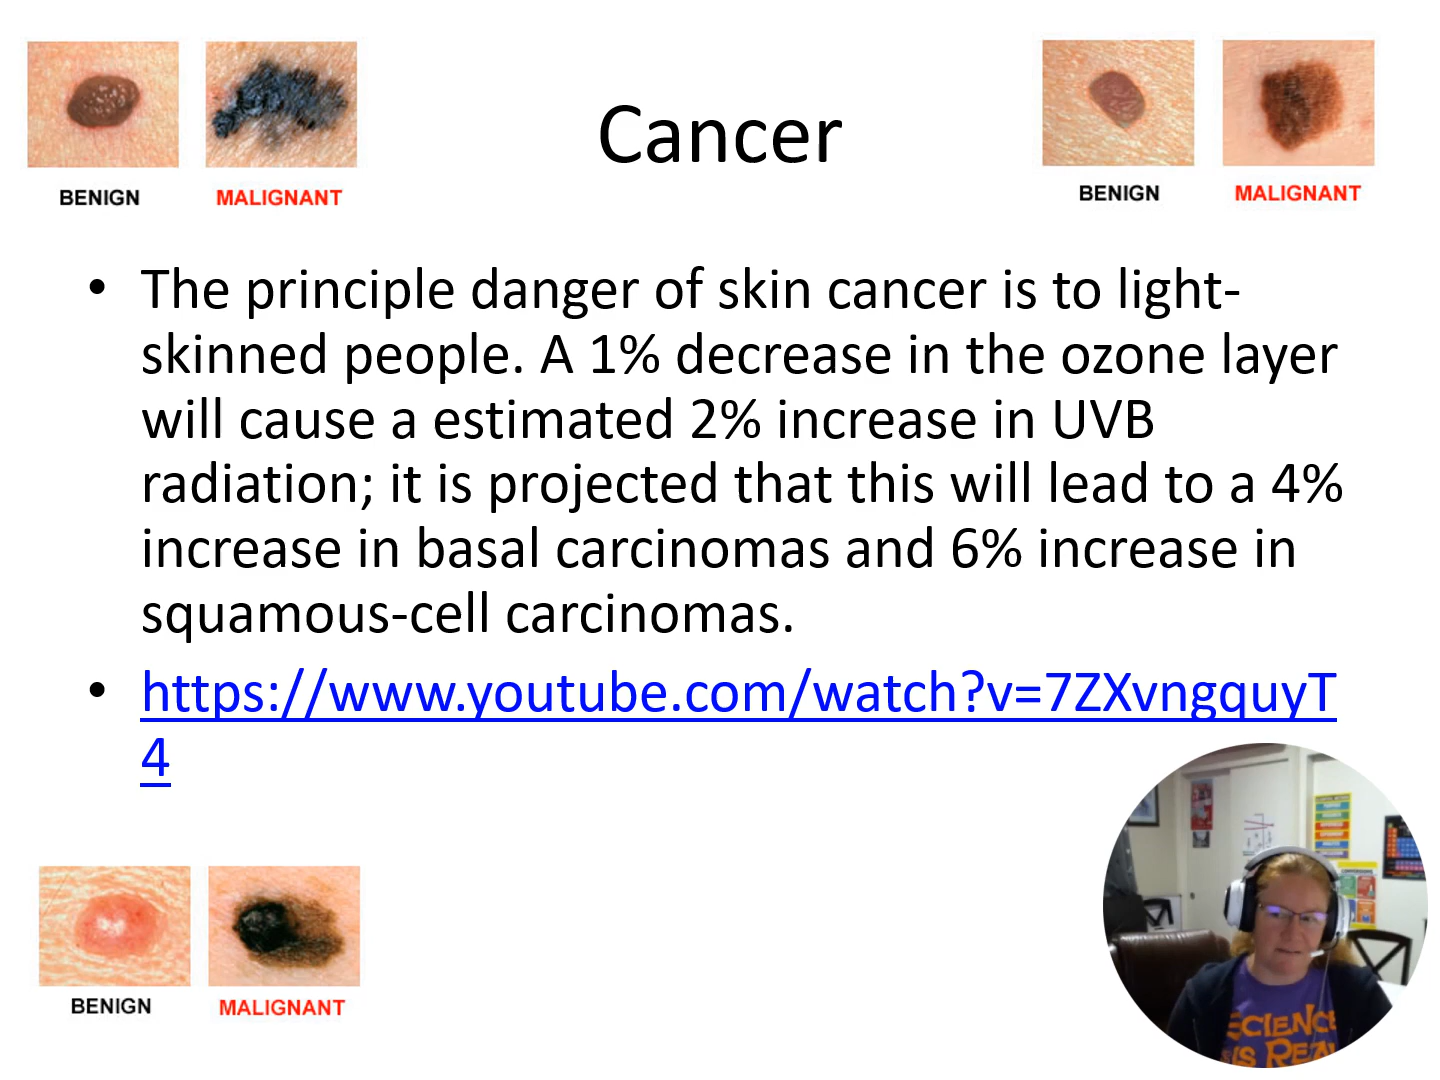 Cancer
BENIGN
MALIGNANT
BENIGN
MALIGNANT
• The principle danger of skin cancer is to light-
skinned people. A 1% decrease in the ozone layer
will cause a estimated 2% increase in UVB
radiation; it is projected that this will lead to a 4%
increase in basal carcinomas and 6% increase in
squamous-cell carcinomas.
• https://www.youtube.com/watch?v=7ZXvngquyT
4
BENIGN
MALIGNANT
SCIENCE
IS REAL